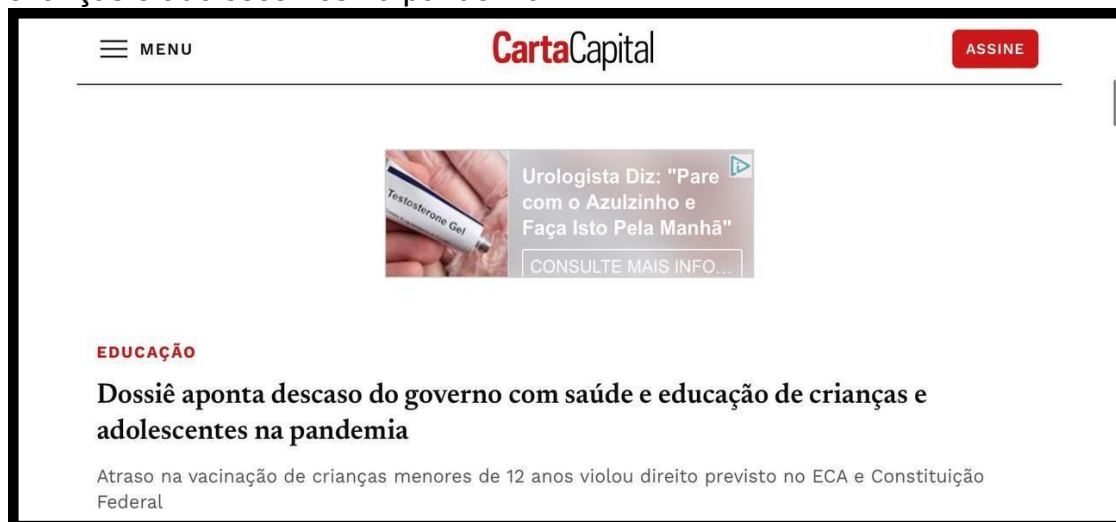 MENU
CartaCapital
ASSINE
Testosterone Gel
Urologista Diz: "Pare
com o Azulzinho e
Faça Isto Pela Manhã"
CONSULTE MAIS INFO...
EDUCAÇÃO
Dossiê aponta descaso do governo com saúde e educação de crianças e
adolescentes na pandemia
Atraso na vacinação de crianças menores de 12 anos violou direito previsto no ECA e Constituição
Federal